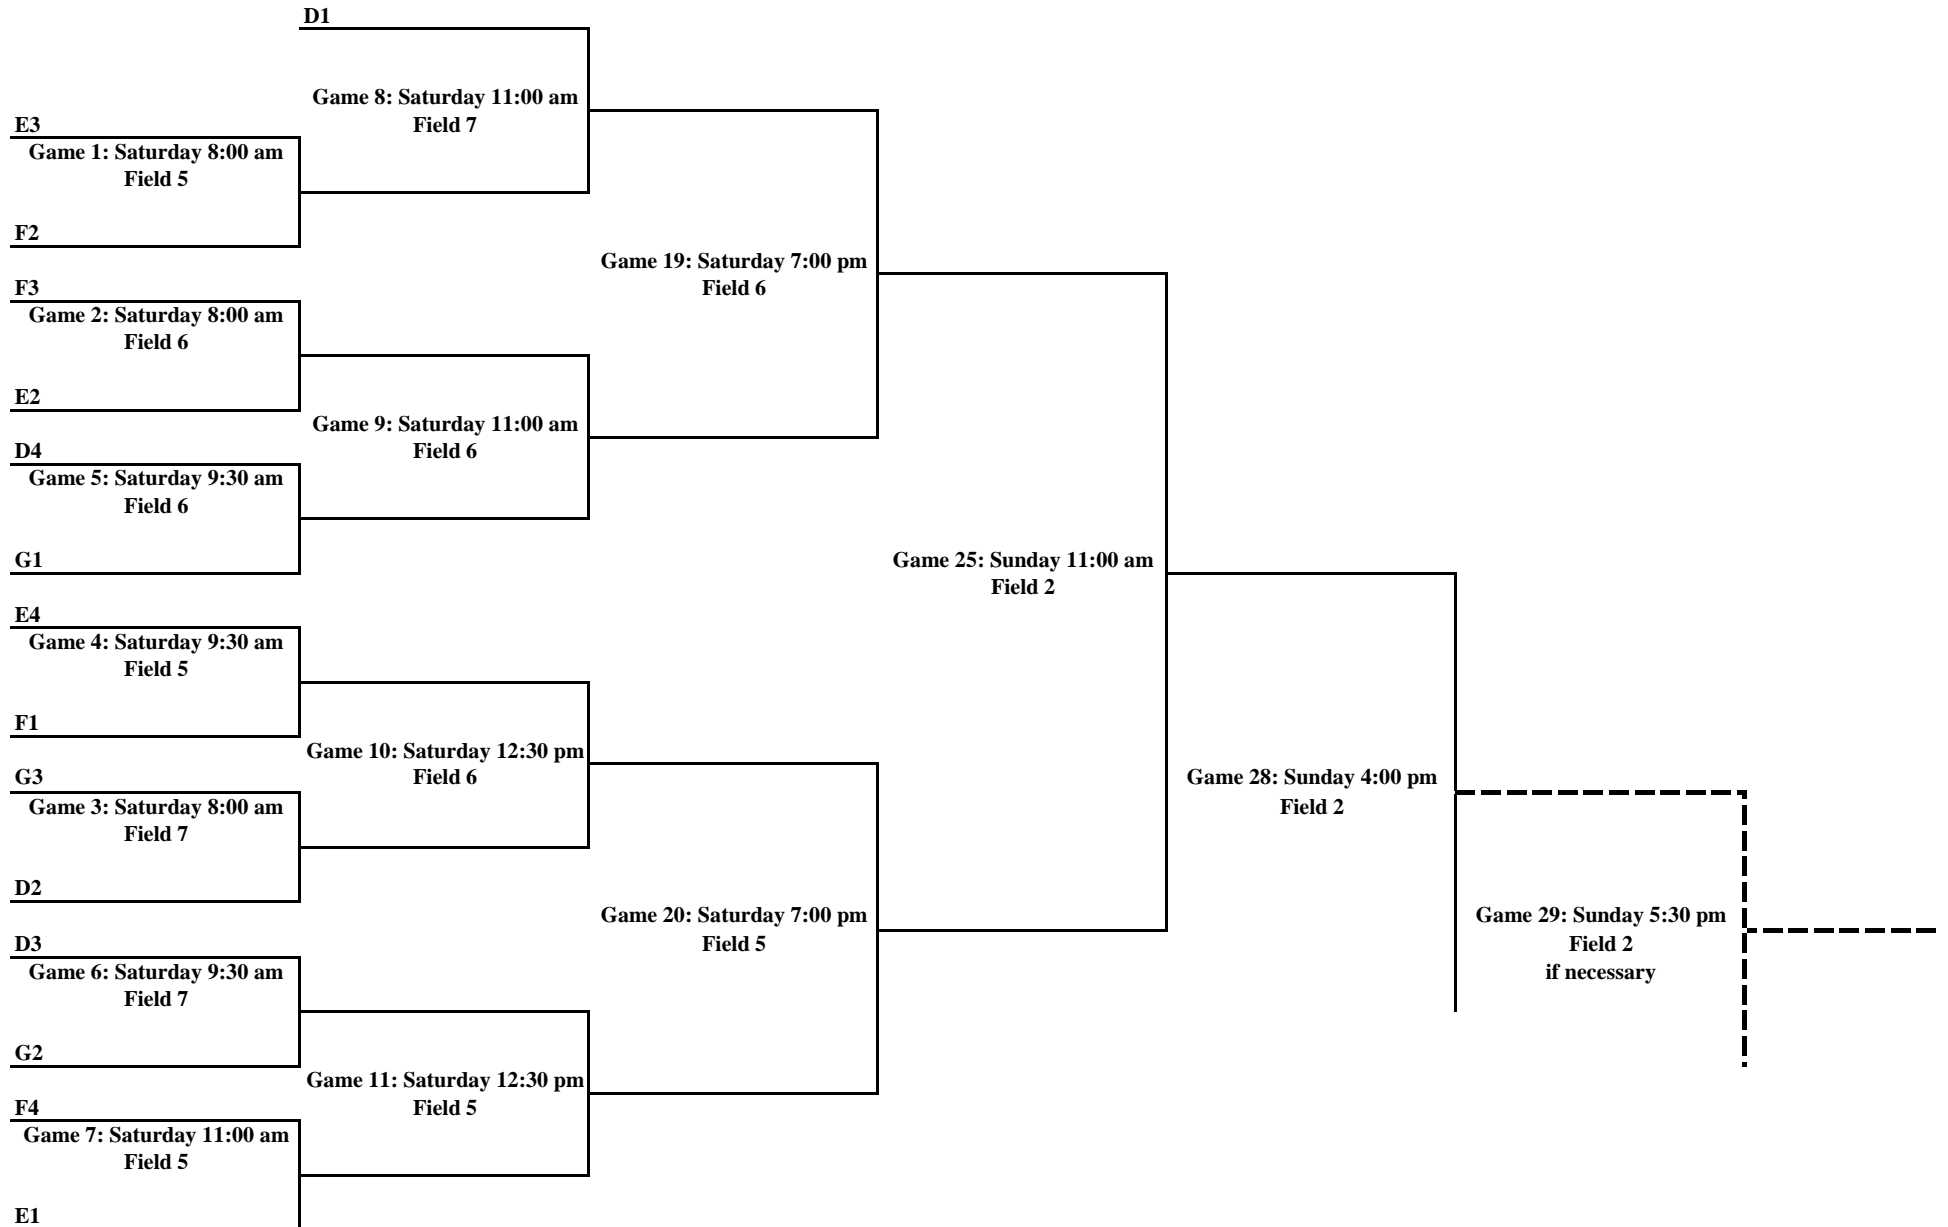 D1
Game 8: Saturday 11:00 am
Field 7
E3
Game 1: Saturday 8:00 am
Field 5
F2
Game 19: Saturday 7:00 pm
Field 6
F3
Game 2: Saturday 8:00 am
Field 6
E2
Game 9: Saturday 11:00 am
Field 6
D4
Game 5: Saturday 9:30 am
Field 6
G1
Game 25: Sunday 11:00 am
Field 2
E4
Game 4: Saturday 9:30 am
Field 5
F1
Game 10: Saturday 12:30 pm
Field 6
G3
Game 3: Saturday 8:00 am
Field 7
D2
Game 28: Sunday 4:00 pm
Field 2
Game 20: Saturday 7:00 pm
Field 5
Game 29: Sunday 5:30 pm
Field 2
if necessary
D3
Game 6: Saturday 9:30 am
Field 7
G2
Game 11: Saturday 12:30 pm
Field 5
F4
Game 7: Saturday 11:00 am
Field 5
E1